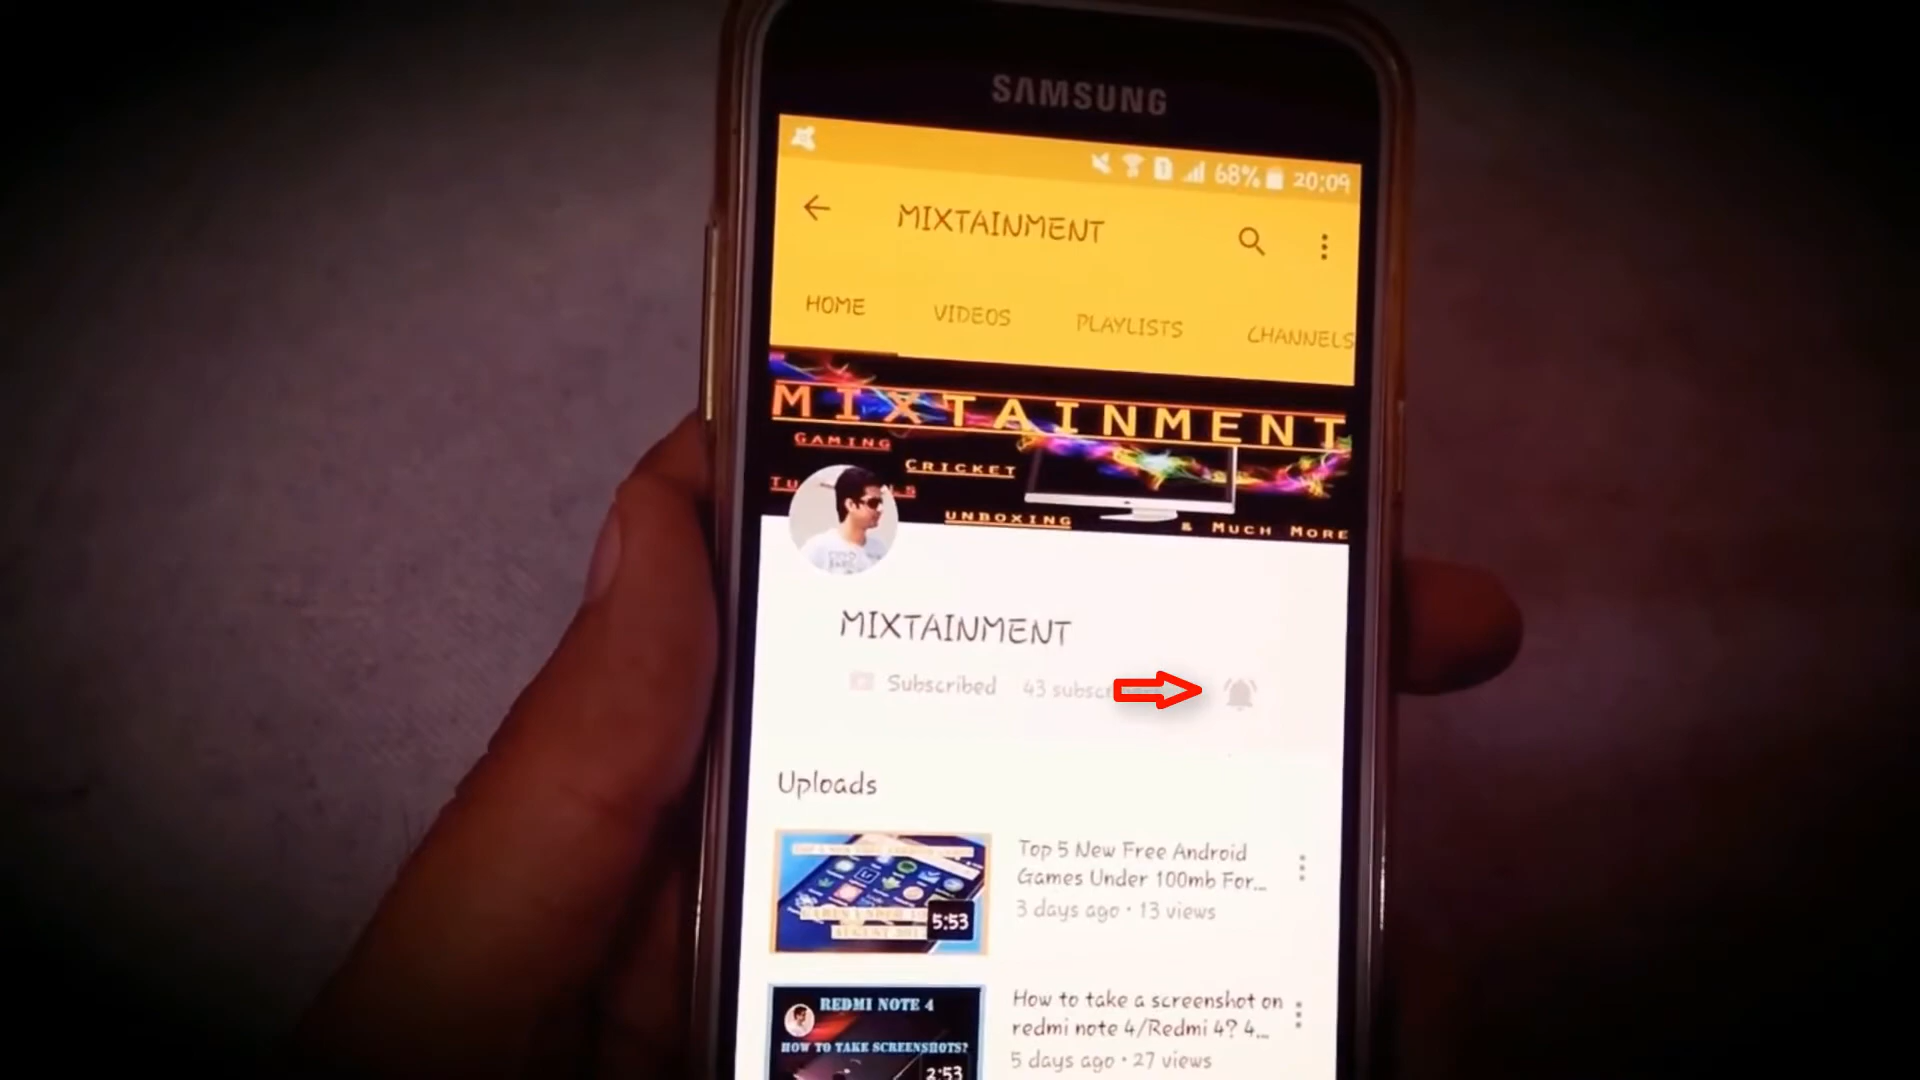 SAMSUNG
68% 20:09
MIXTAINMENT
HOME VIDEOS PLAYLISTS CHANNELS
MIXTAINMENT
GAMING
CRICKET
UNBOXING
& MUCH MORE
MIXTAINMENT
Subscribed 43
Uploads
Top 5 New Free Android
Games Under 100mb For...
3 days ago • 13 views
5:53
REDMI NOTE 4
HOW TO TAKE SCREENSHOTS?
2:53
How to take a screenshot on
redmi note 4/Redmi 4? 4...
5 days ago • 27 views